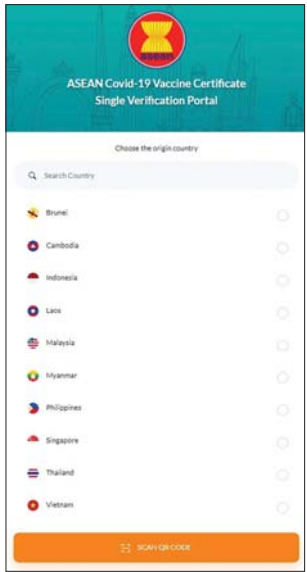 asean
ASEAN Covid-19 Vaccine Certificate
Single Verification Portal
Choose the origin country
Search Country
Brunei
Cambodia
Indonesia
Laos
Malaysia
Myanmar
Philippines
Singapore
Thailand
Vietnam
SCAN QR CODE